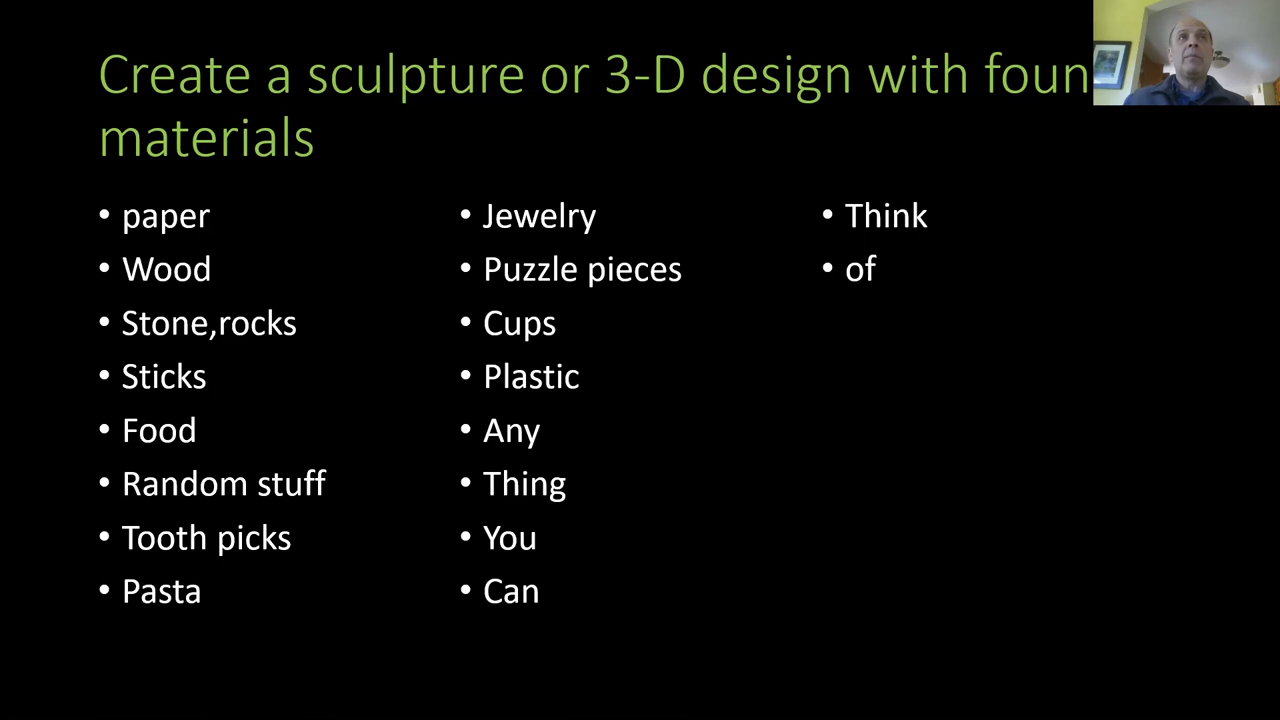 Create a sculpture or 3-D design with foun
materials
• paper
• Wood
• Stone,rocks
• Sticks
• Food
• Random stuff
• Tooth picks
• Pasta
• Jewelry
• Puzzle pieces
• Cups
• Plastic
• Any
• Thing
• You
• Can
• Think
• of